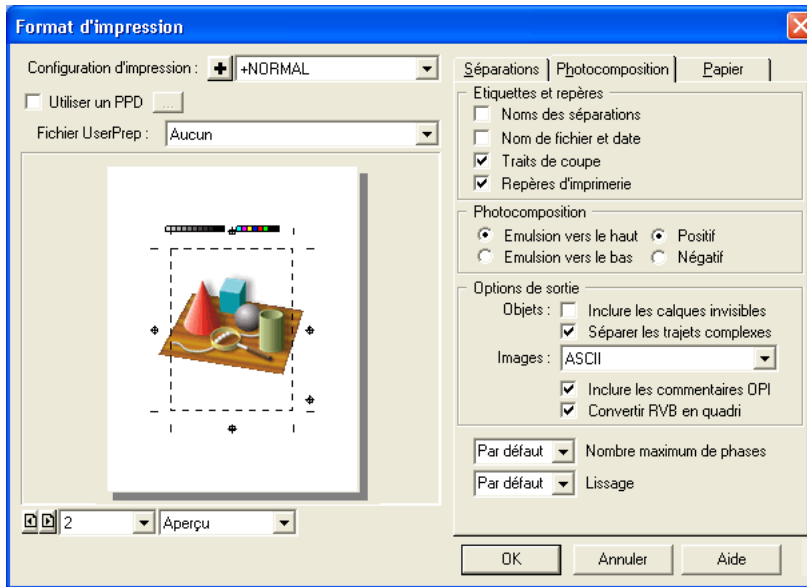 Format d'impression
Configuration d'impression : +NORMAL
Utiliser un PPD ...
Fichier UserPrep : Aucun
2 Aperçu
Séparations Photocomposition Papier
Etiquettes et repères
Noms des séparations
Nom de fichier et date
Traits de coupe
Repères d'imprimerie
Photocomposition
Emulsion vers le haut Positif
Emulsion vers le bas Négatif
Options de sortie
Objets : Inclure les calques invisibles
Séparer les trajets complexes
Images : ASCII
Inclure les commentaires OPI
Convertir RVB en quadri
Par défaut Nombre maximum de phases
Par défaut Lissage
OK Annuler Aide